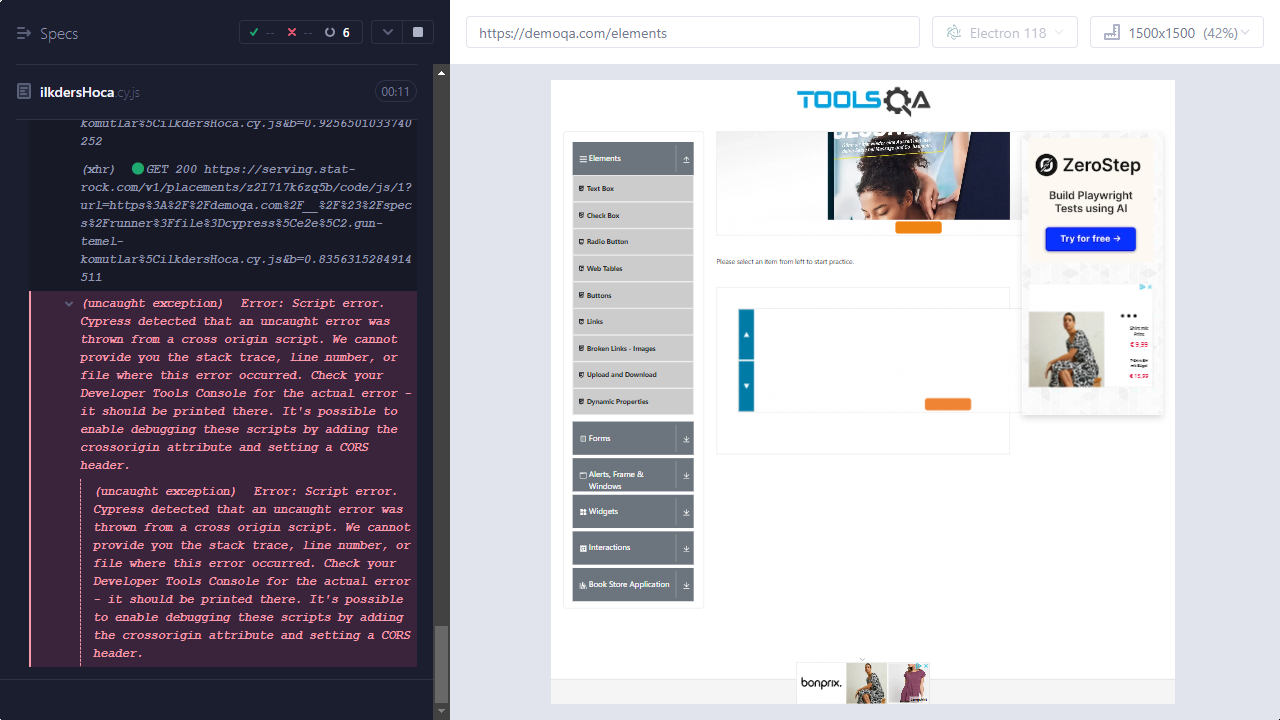 Specs
-- -- 6
https://demoqa.com/elements
Electron 118
1500x1500 (42%)
ilkdersHoca.cy.js
00:11
komutlar%5CilkdersHoca.cy.js&b=0.9256501033740
252
(xhr) GET 200 https://serving.stat-
rock.com/v1/placements/z2I717k6zq5b/code/js/1?
url=https%3A%2F%2Fdemoqa.com%2F__%2F%23%2Fspec
s%2Frunner%3Ffile%3Dcypress%5Ce2e%5C2.gun-
temel-
komutlar%5CilkdersHoca.cy.js&b=0.8356315284914
511
(uncaught exception) Error: Script error.
Cypress detected that an uncaught error was
thrown from a cross origin script. We cannot
provide you the stack trace, line number, or
file where this error occurred. Check your
Developer Tools Console for the actual error -
it should be printed there. It's possible to
enable debugging these scripts by adding the
crossorigin attribute and setting a CORS
header.
(uncaught exception) Error: Script error.
Cypress detected that an uncaught error was
thrown from a cross origin script. We cannot
provide you the stack trace, line number, or
file where this error occurred. Check your
Developer Tools Console for the actual error
- it should be printed there. It's possible
to enable debugging these scripts by adding
the crossorigin attribute and setting a CORS
header.
TOOLSQA
Elements
Text Box
Check Box
Radio Button
Web Tables
Buttons
Links
Broken Links - Images
Upload and Download
Dynamic Properties
Forms
Alerts, Frame &
Windows
Widgets
Interactions
Book Store Application
Please select an item from left to start practice.
ZeroStep
Build Playwright
Tests using AI
Try for free →
€ 9,99
€ 15,99
bonprix.